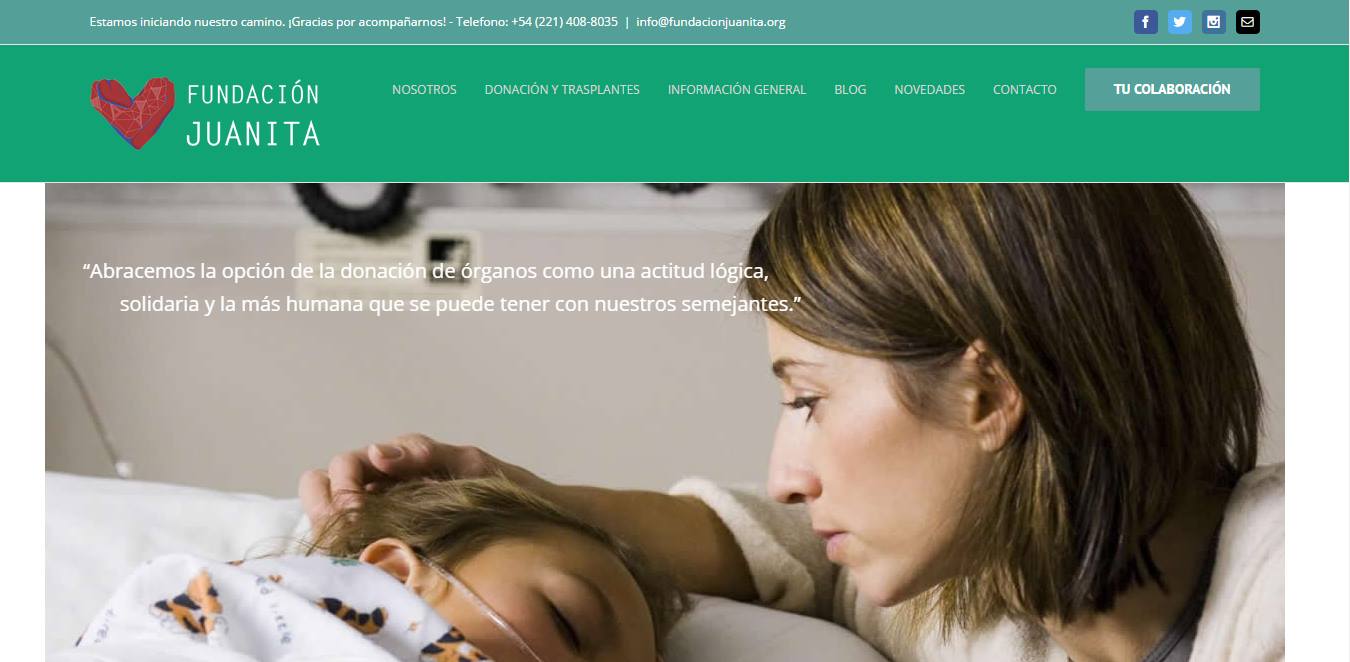 Estamos iniciando nuestro camino. ¡Gracias por acompañarnos! - Telefono: +54 (221) 408-8035 | info@fundacionjuanita.org
FUNDACIÓN
JUANITA
NOSOTROS DONACIÓN Y TRASPLANTES INFORMACIÓN GENERAL BLOG NOVEDADES CONTACTO TU COLABORACIÓN
“Abracemos la opción de la donación de órganos como una actitud lógica,
solidaria y la más humana que se puede tener con nuestros semejantes.”